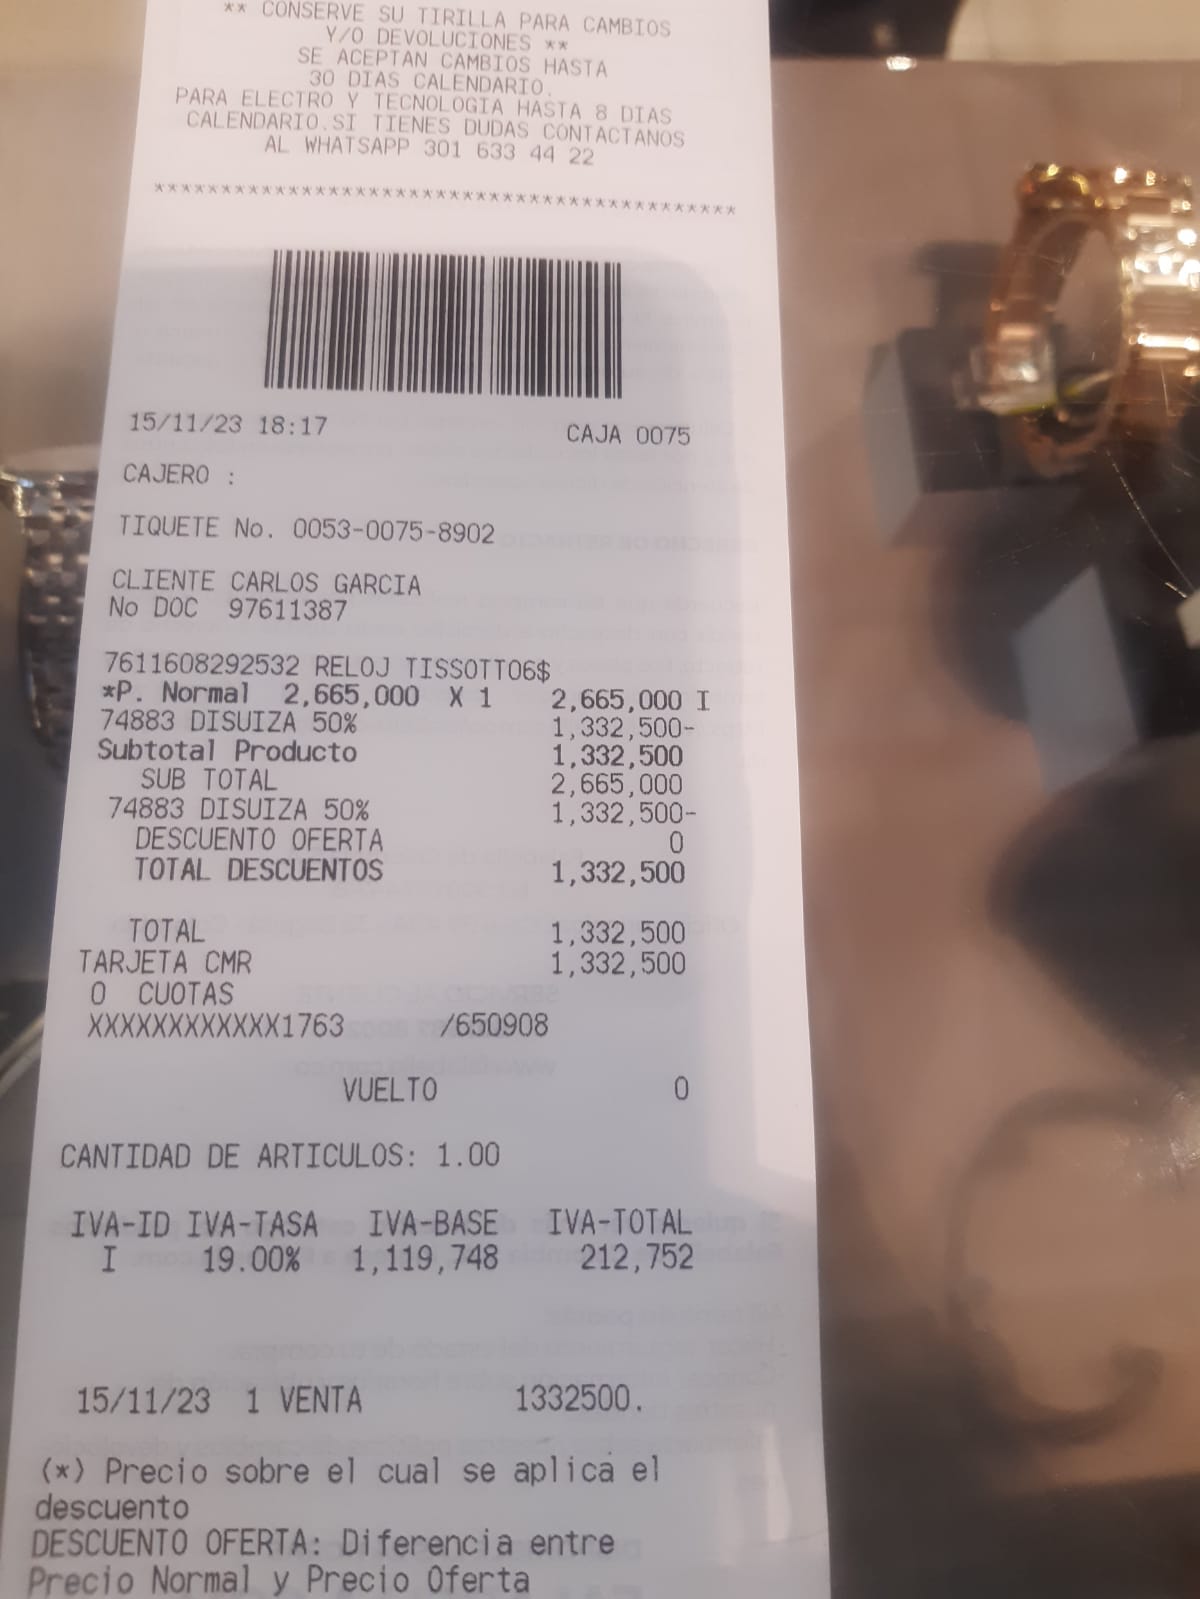 ** CONSERVE SU TIRILLA PARA CAMBIOS
Y/O DEVOLUCIONES **
SE ACEPTAN CAMBIOS HASTA
30 DIAS CALENDARIO.
PARA ELECTRO Y TECNOLOGIA HASTA 8 DIAS
CALENDARIO.SI TIENES DUDAS CONTACTANOS
AL WHATSAPP 301 633 44 22
*******************************************
15/11/23 18:17 CAJA 0075
CAJERO :
TIQUETE No. 0053-0075-8902
CLIENTE CARLOS GARCIA
No DOC 97611387
7611608292532 RELOJ TISSOTT06$
*P. Normal 2,665,000 X 1 2,665,000 I
74883 DISUIZA 50% 1,332,500-
Subtotal Producto 1,332,500
SUB TOTAL 2,665,000
74883 DISUIZA 50% 1,332,500-
DESCUENTO OFERTA 0
TOTAL DESCUENTOS 1,332,500
TOTAL 1,332,500
TARJETA CMR 1,332,500
0 CUOTAS
XXXXXXXXXXXX1763 /650908
VUELTO 0
CANTIDAD DE ARTICULOS: 1.00
IVA-ID IVA-TASA IVA-BASE IVA-TOTAL
I 19.00% 1,119,748 212,752
15/11/23 1 VENTA 1332500.
(*) Precio sobre el cual se aplica el
descuento
DESCUENTO OFERTA: Diferencia entre
Precio Normal y Precio Oferta